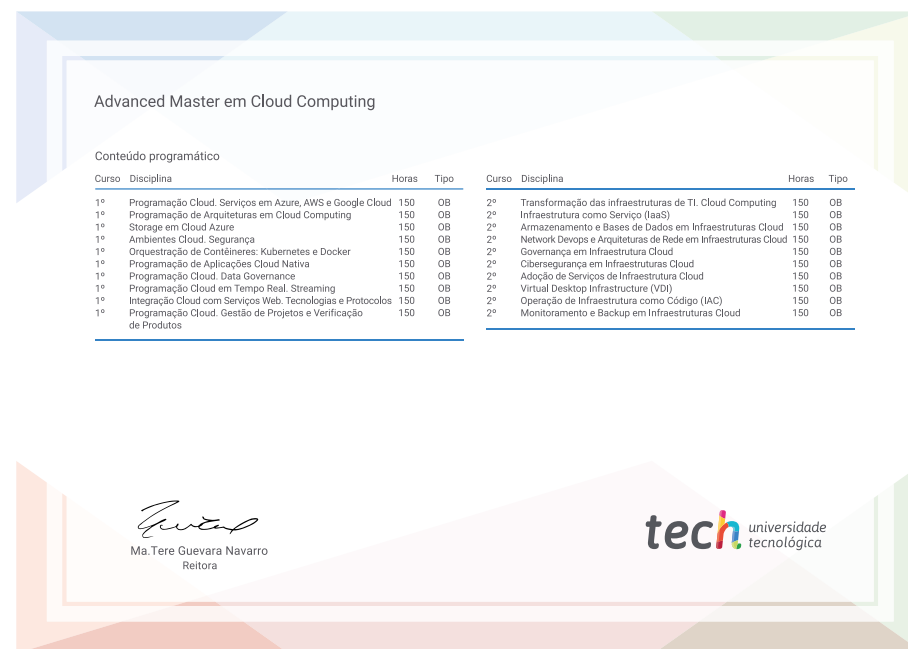 Advanced Master em Cloud Computing
Conteúdo programático
Curso Disciplina Horas Tipo
1º Programação Cloud. Serviços em Azure, AWS e Google Cloud 150 OB
1º Programação de Arquiteturas em Cloud Computing 150 OB
1º Storage em Cloud Azure 150 OB
1º Ambientes Cloud. Segurança 150 OB
1º Orquestração de Contêineres: Kubernetes e Docker 150 OB
1º Programação de Aplicações Cloud Nativa 150 OB
1º Programação Cloud. Data Governance 150 OB
1º Programação Cloud em Tempo Real. Streaming 150 OB
1º Integração Cloud com Serviços Web. Tecnologias e Protocolos 150 OB
1º Programação Cloud. Gestão de Projetos e Verificação 150 OB
de Produtos
Curso Disciplina Horas Tipo
2º Transformação das infraestruturas de TI. Cloud Computing 150 OB
2º Infraestrutura como Serviço (IaaS) 150 OB
2º Armazenamento e Bases de Dados em Infraestruturas Cloud 150 OB
2º Network Devops e Arquiteturas de Rede em Infraestruturas Cloud 150 OB
2º Governança em Infraestrutura Cloud 150 OB
2º Cibersegurança em Infraestruturas Cloud 150 OB
2º Adoção de Serviços de Infraestrutura Cloud 150 OB
2º Virtual Desktop Infrastructure (VDI) 150 OB
2º Operação de Infraestrutura como Código (IAC) 150 OB
2º Monitoramento e Backup em Infraestruturas Cloud 150 OB
Ma.Tere Guevara Navarro
Reitora
tech universidade
tecnológica